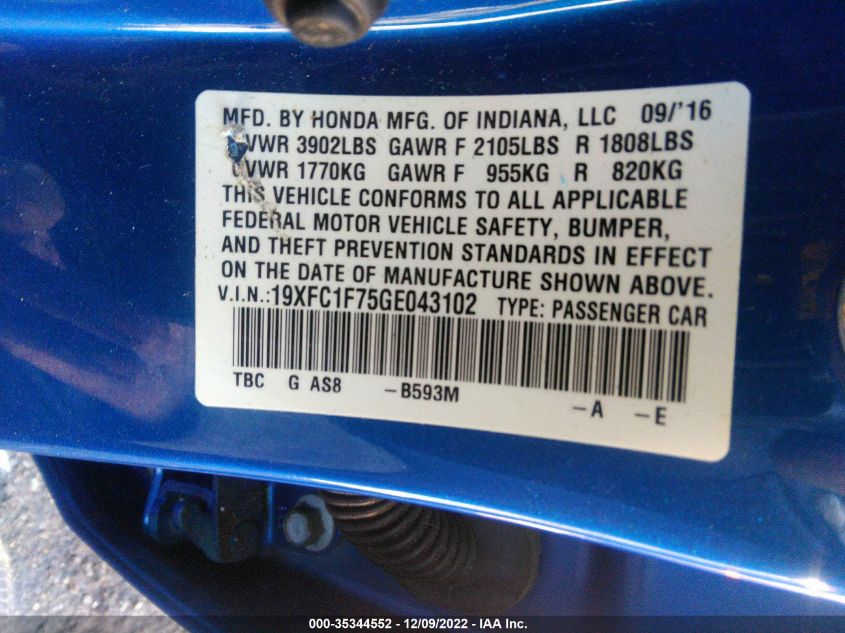 MFD. BY HONDA MFG. OF INDIANA, LLC 09/'16
VWR 3902LBS GAWR F 2105LBS R 1808LBS
GVWR 1770KG GAWR F 955KG R 820KG
THIS VEHICLE CONFORMS TO ALL APPLICABLE
FEDERAL MOTOR VEHICLE SAFETY, BUMPER,
AND THEFT PREVENTION STANDARDS IN EFFECT
ON THE DATE OF MANUFACTURE SHOWN ABOVE.
V.I.N.:19XFC1F75GE043102 TYPE: PASSENGER CAR
TBC G AS8 -B593M -A -E
000-35344552 - 12/09/2022 - IAA Inc.